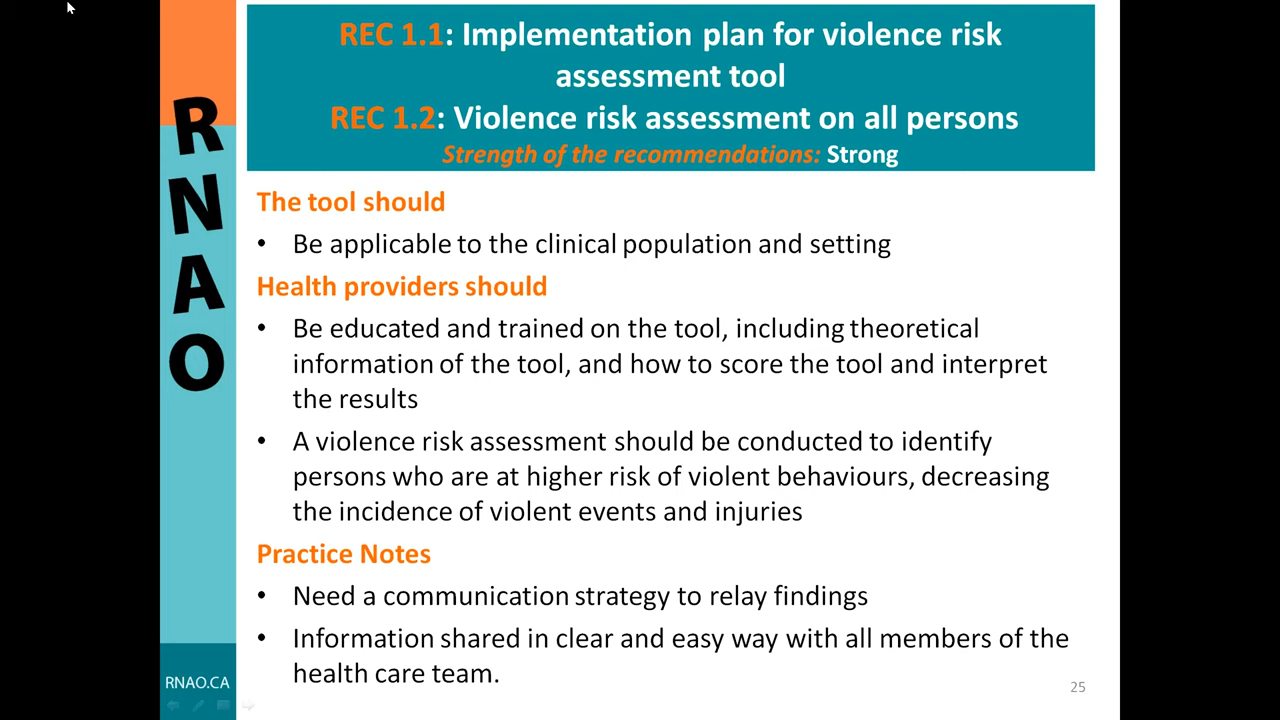 REC 1.1: Implementation plan for violence risk
assessment tool
REC 1.2: Violence risk assessment on all persons
Strength of the recommendations: Strong
RNAO
The tool should
• Be applicable to the clinical population and setting
Health providers should
• Be educated and trained on the tool, including theoretical
information of the tool, and how to score the tool and interpret
the results
• A violence risk assessment should be conducted to identify
persons who are at higher risk of violent behaviours, decreasing
the incidence of violent events and injuries
Practice Notes
• Need a communication strategy to relay findings
• Information shared in clear and easy way with all members of the
health care team.
RNAO.CA
25